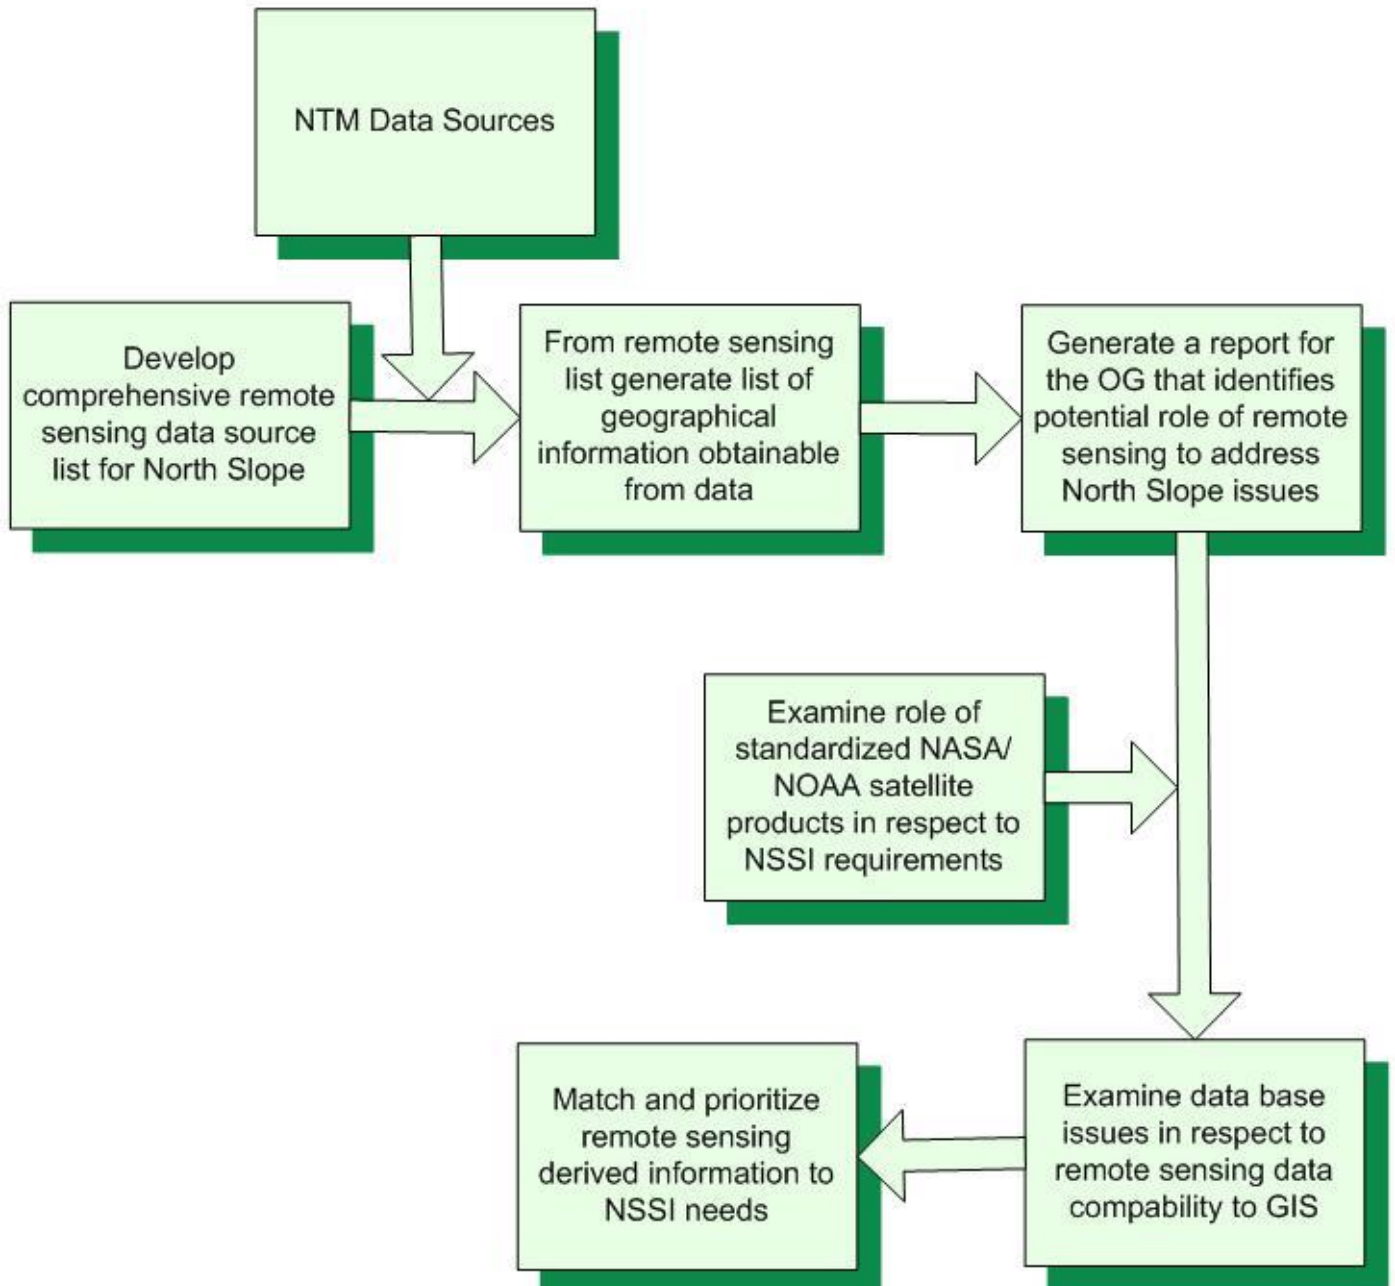 NTM Data Sources
Develop
comprehensive remote
sensing data source
list for North Slope
From remote sensing
list generate list of
geographical
information obtainable
from data
Generate a report for
the OG that identifies
potential role of remote
sensing to address
North Slope issues
Examine role of
standardized NASA/
NOAA satellite
products in respect to
NSSI requirements
Examine data base
issues in respect to
remote sensing data
compability to GIS
Match and prioritize
remote sensing
derived information to
NSSI needs